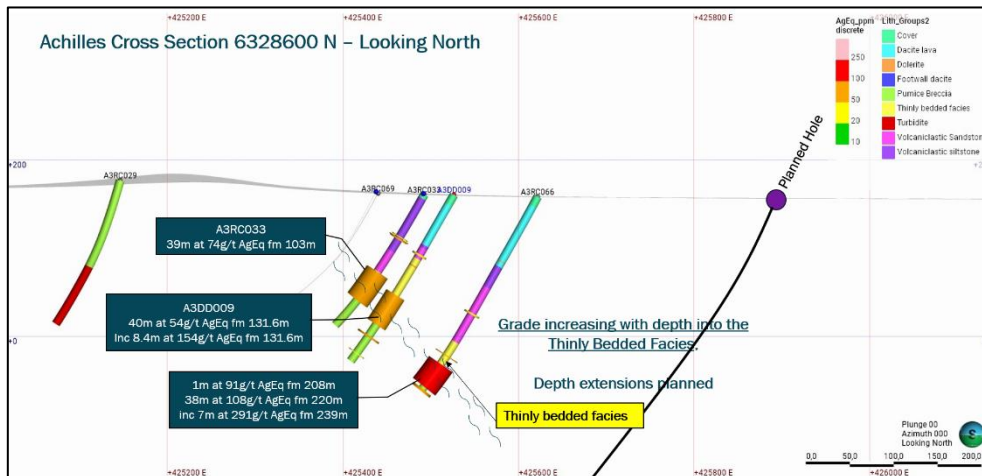 +425200 E
+425400 E
+425600 E
+425800 E
Achilles Cross Section 6328600 N – Looking North
AgEq_ppm
discrete
250
100
50
20
10
Lith_Groups2
Cover
Dacite lava
Dolerite
Footwall dacite
Pumice Breccia
Thinly bedded facies
Turbidite
Volcaniclastic Sandston
Volcaniclastic siltstone
+200
Planned Hole
A3RC029
A3RC069
A3RC033
A3DD009
A3RC066
A3RC033
39m at 74g/t AgEq fm 103m
A3DD009
40m at 54g/t AgEq fm 131.6m
Inc 8.4m at 154g/t AgEq fm 131.6m
+0
Grade increasing with depth into the
Thinly Bedded Facies.
Depth extensions planned
1m at 91g/t AgEq fm 208m
38m at 108g/t AgEq fm 220m
inc 7m at 291g/t AgEq fm 239m
Thinly bedded facies
Plunge 00
Azimuth 000
Looking North
S
0,0 50,0 100,0 150,0 200,0
+425200 E
+425400 E
+425600 E
+425800 E
+426000 E